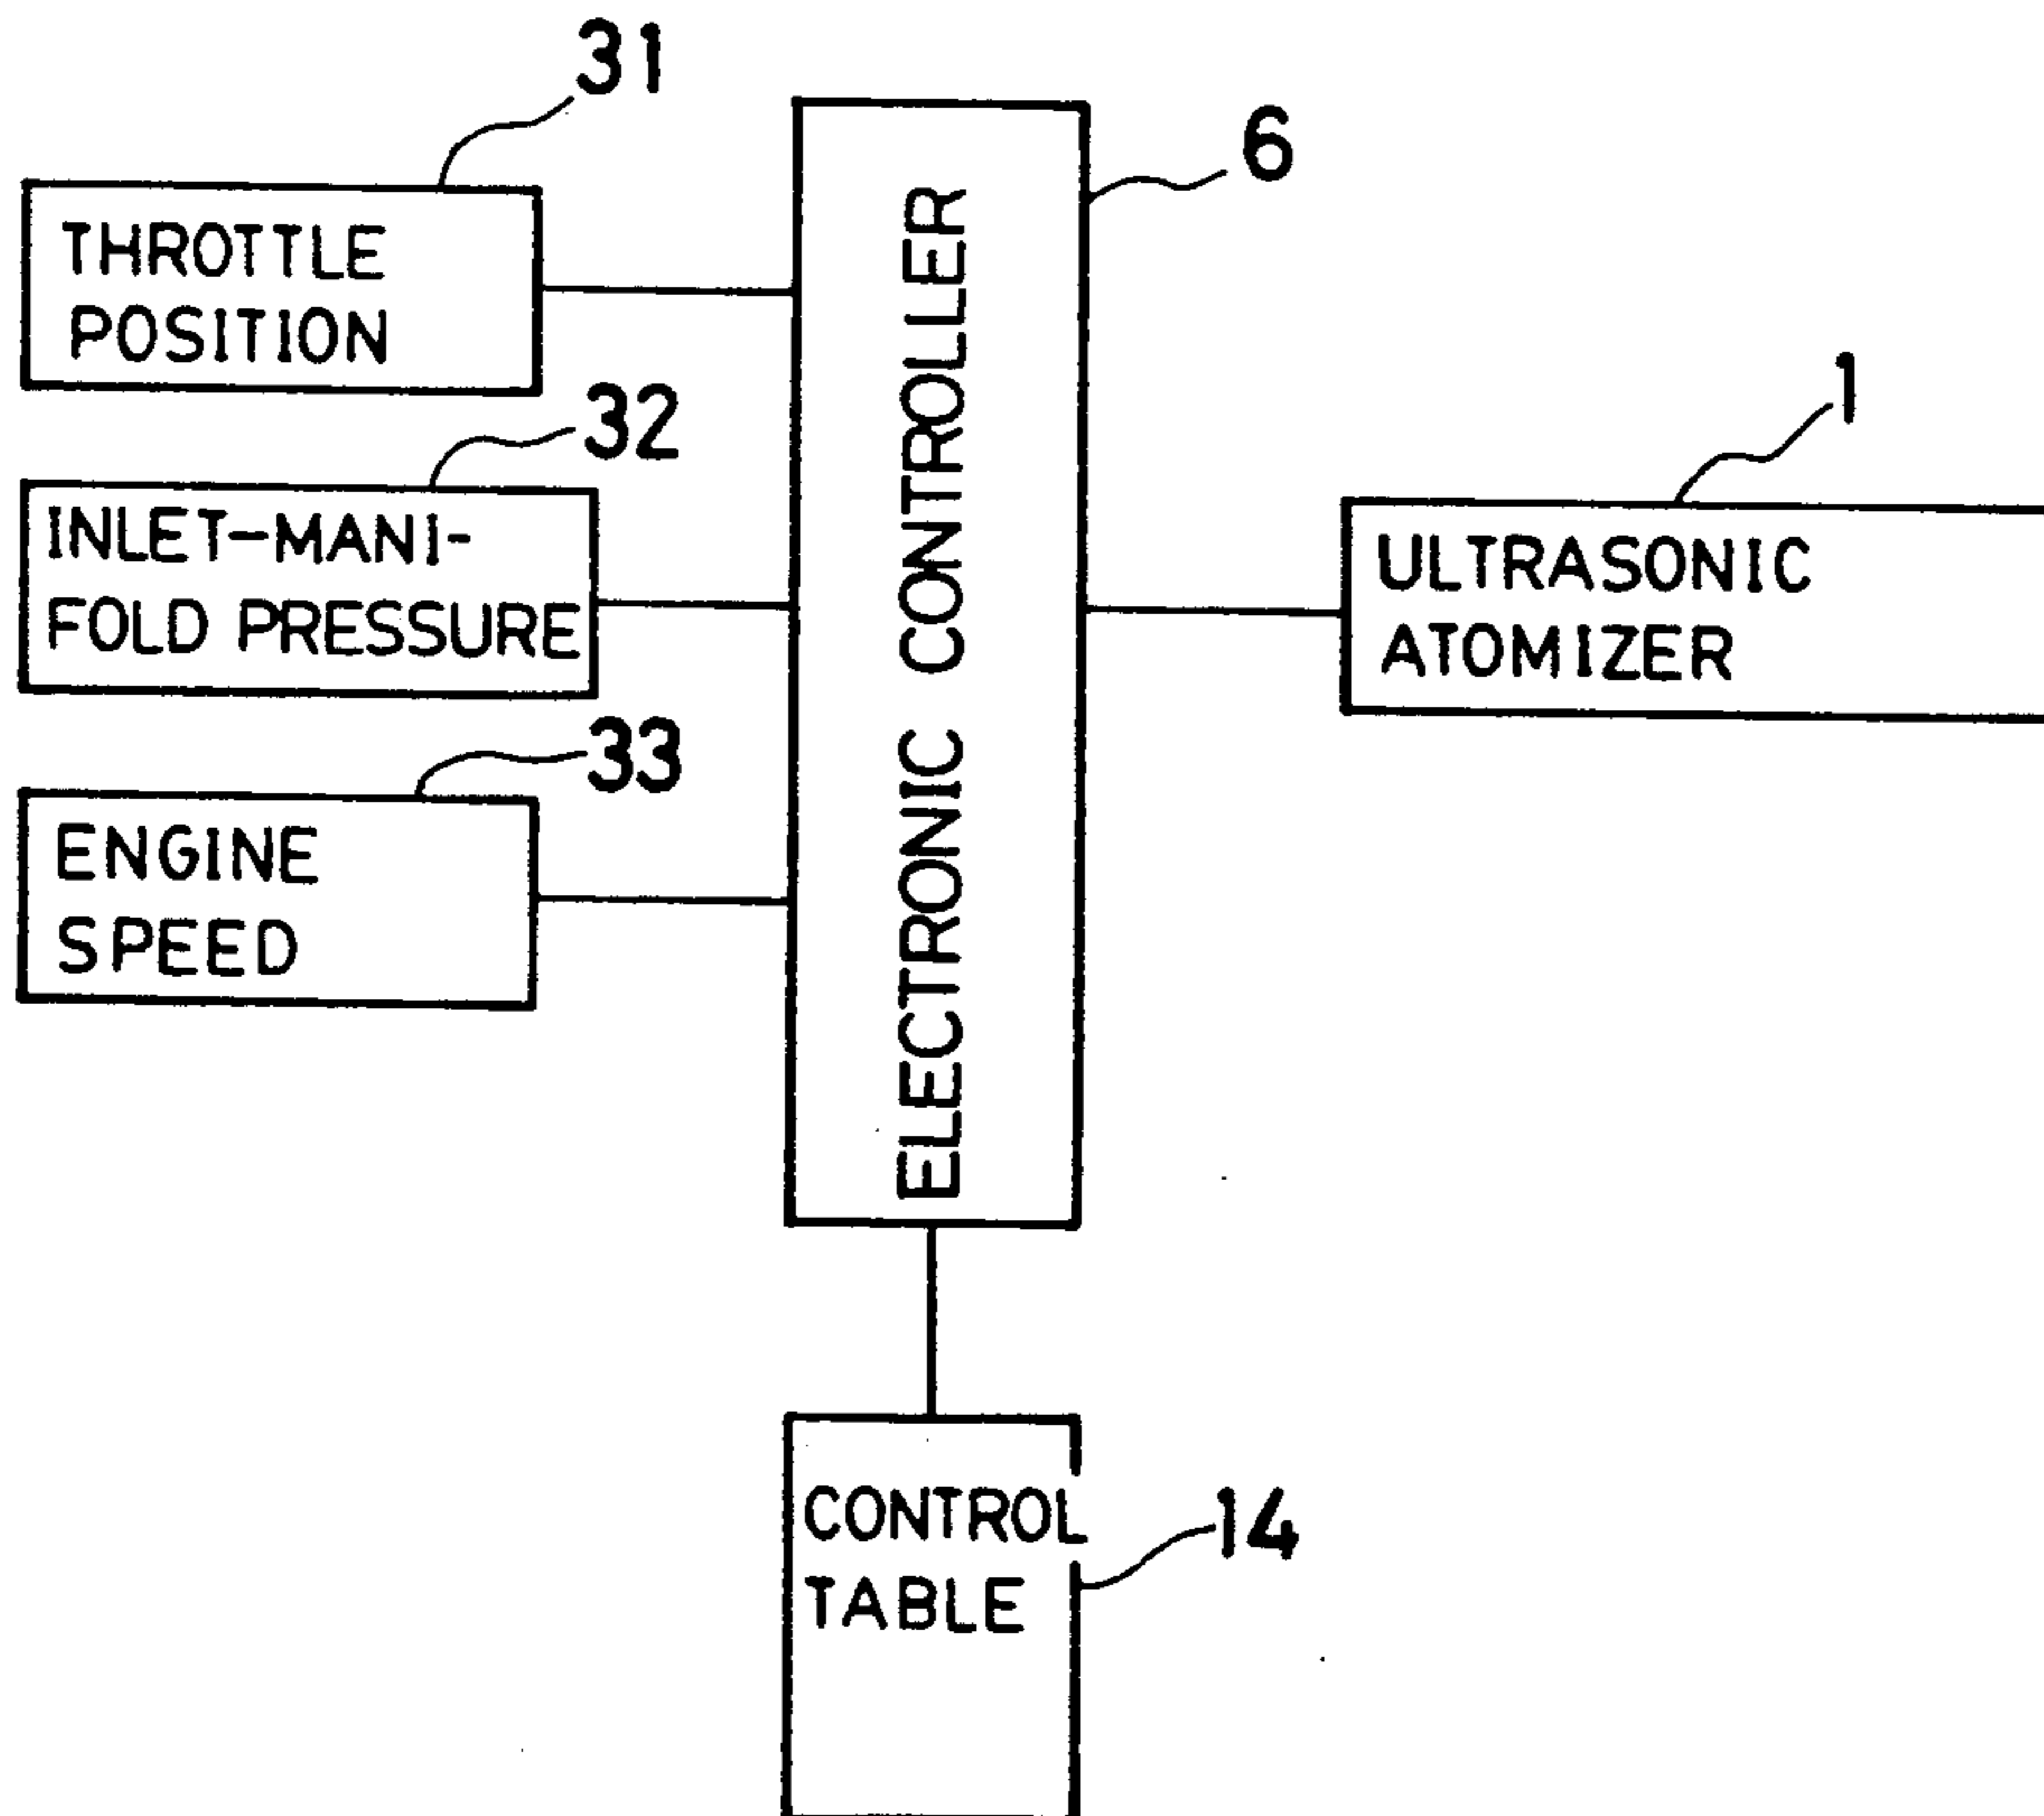 31
THROTTLE
POSITION
32
INLET-MANI-
FOLD PRESSURE
33
ENGINE
SPEED
ELECTRONIC CONTROLLER
6
1
ULTRASONIC
ATOMIZER
CONTROL
TABLE
14